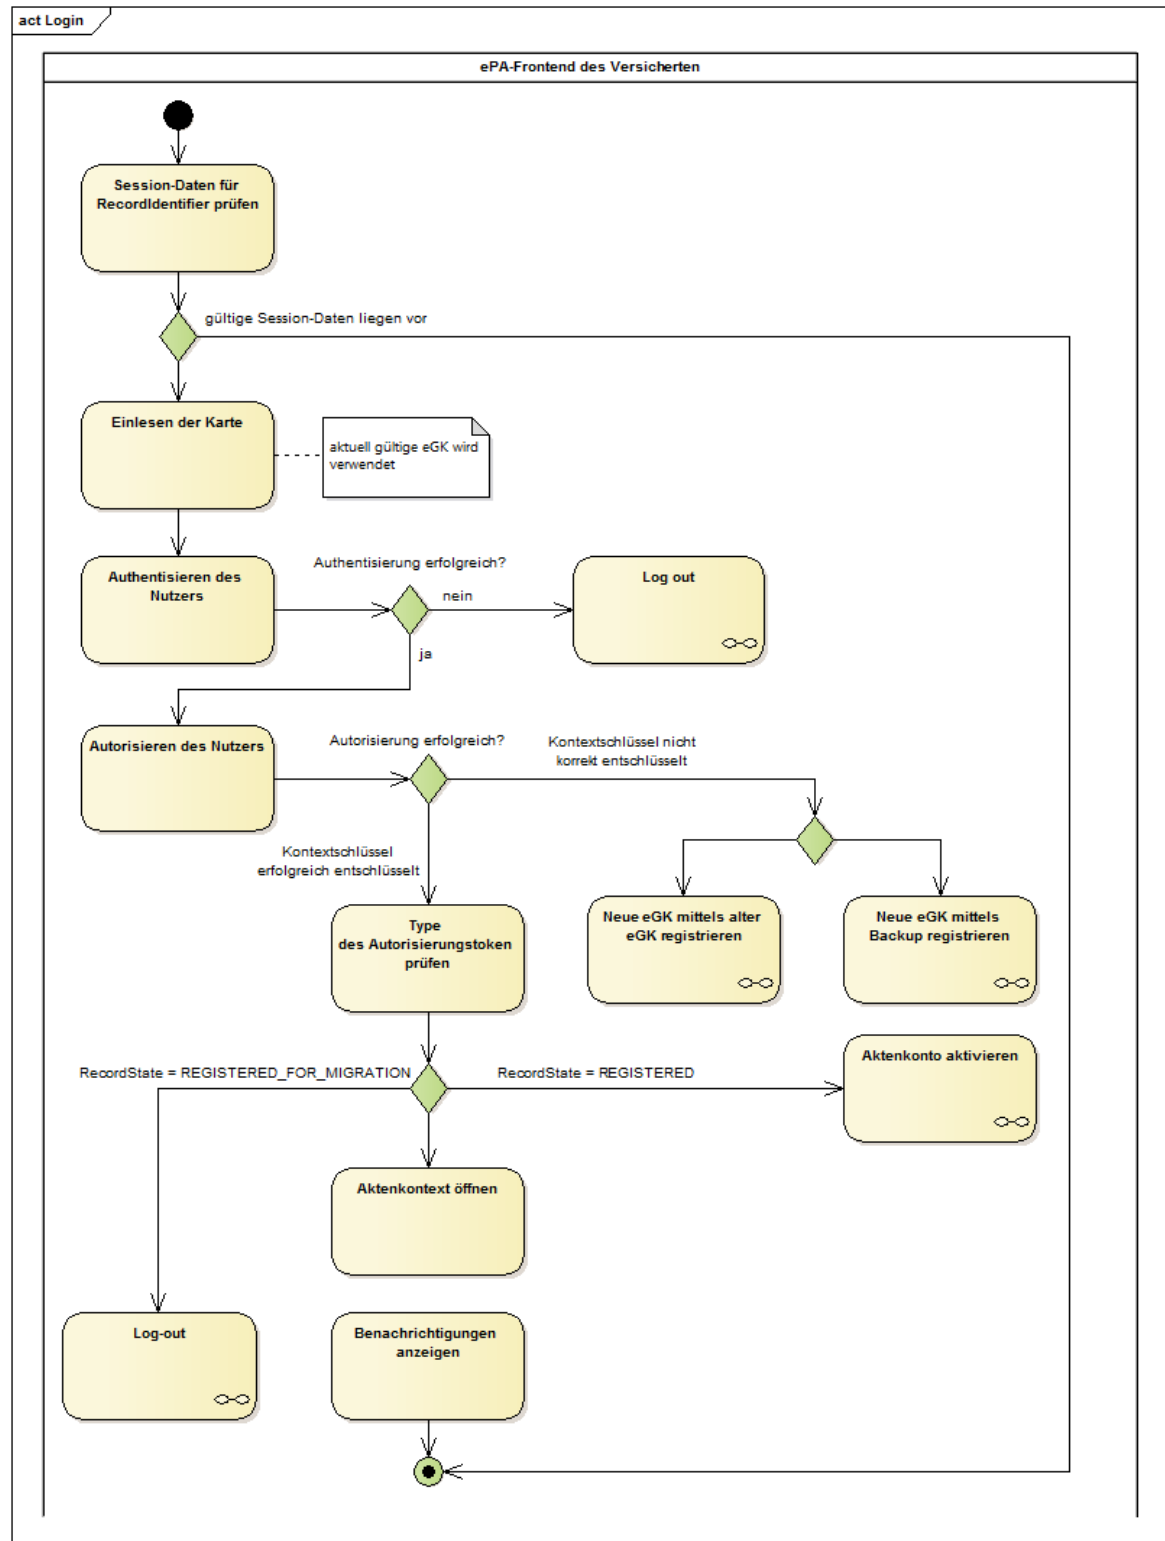 act Login
ePA-Frontend des Versicherten
Session-Daten für
RecordIdentifier prüfen
gültige Session-Daten liegen vor
Einlesen der Karte
aktuell gültige eGK wird
verwendet
Authentisieren des
Nutzers
Authentisierung erfolgreich?
nein
Log out
ja
Autorisieren des Nutzers
Autorisierung erfolgreich?
Kontextschlüssel nicht
korrekt entschlüsselt
Kontextschlüssel
erfolgreich entschlüsselt
Type
des Autorisierungstoken
prüfen
Neue eGK mittels alter
eGK registrieren
Neue eGK mittels
Backup registrieren
RecordState = REGISTERED_FOR_MIGRATION
RecordState = REGISTERED
Aktenkonto aktivieren
Aktenkontext öffnen
Log-out
Benachrichtigungen
anzeigen